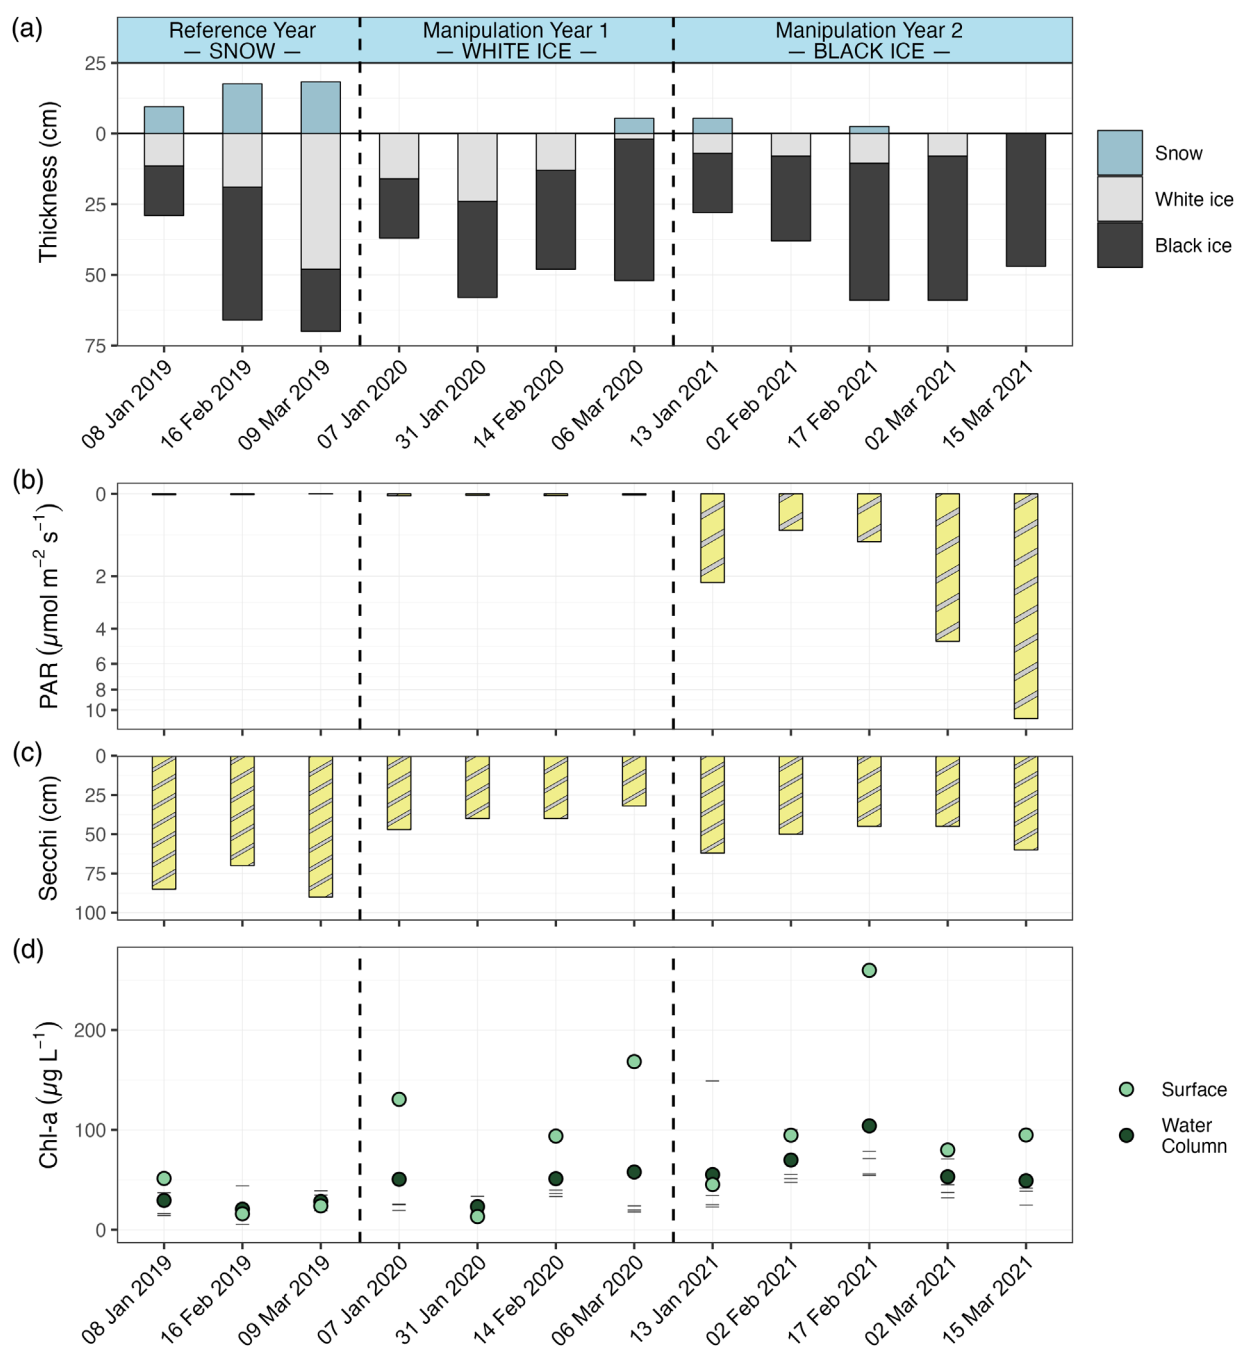 (a)
Reference Year
— SNOW —
Manipulation Year 1
— WHITE ICE —
Manipulation Year 2
— BLACK ICE —
Thickness (cm)
25
0
25
50
75
Snow
White ice
Black ice
08 Jan 2019
16 Feb 2019
09 Mar 2019
07 Jan 2020
31 Jan 2020
14 Feb 2020
06 Mar 2020
13 Jan 2021
02 Feb 2021
17 Feb 2021
02 Mar 2021
15 Mar 2021
(b)
PAR (μmol m⁻² s⁻¹)
0
2
4
6
8
10
(c)
Secchi (cm)
0
25
50
75
100
(d)
Chl-a (μg L⁻¹)
200
100
0
Surface
Water
Column
08 Jan 2019
16 Feb 2019
09 Mar 2019
07 Jan 2020
31 Jan 2020
14 Feb 2020
06 Mar 2020
13 Jan 2021
02 Feb 2021
17 Feb 2021
02 Mar 2021
15 Mar 2021